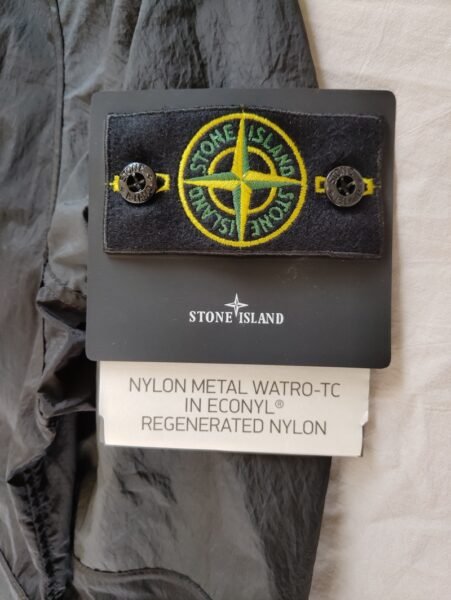 STONE ISLAND
STONE ISLAND
STONE ISLAND
NYLON METAL WATRO-TC
IN ECONYL®
REGENERATED NYLON